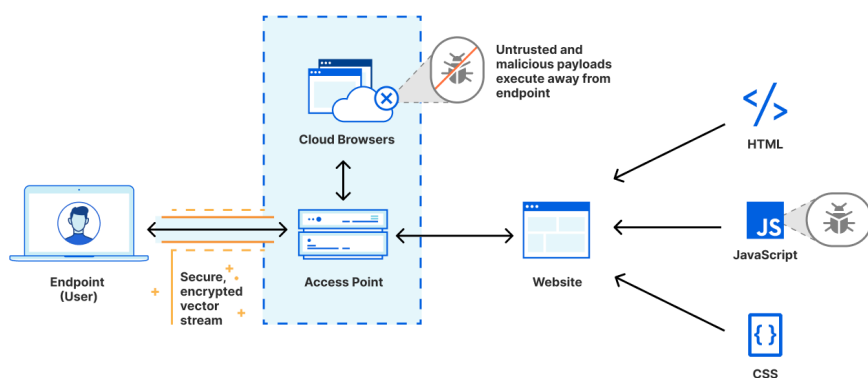 Untrusted and
malicious payloads
execute away from
endpoint
Cloud Browsers
</>
HTML
JS
JavaScript
Endpoint
(User)
Secure,
encrypted
vector
stream
Access Point
Website
{ }
CSS